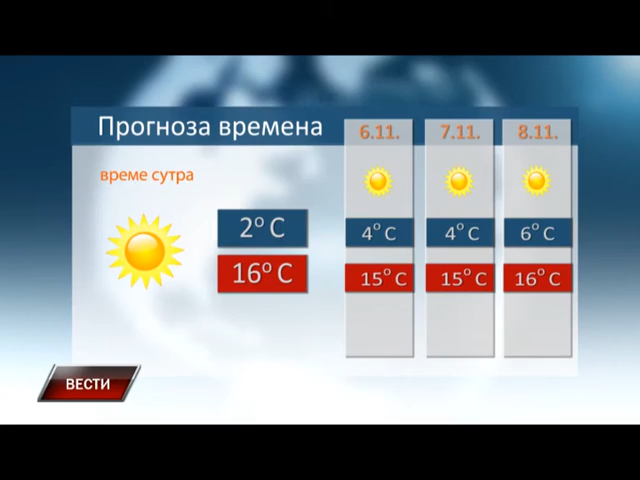 Прогноза времена
време сутра
2° C
16° C
6.11.
4° C
15° C
7.11.
4° C
15° C
8.11.
6° C
16° C
ВЕСТИ